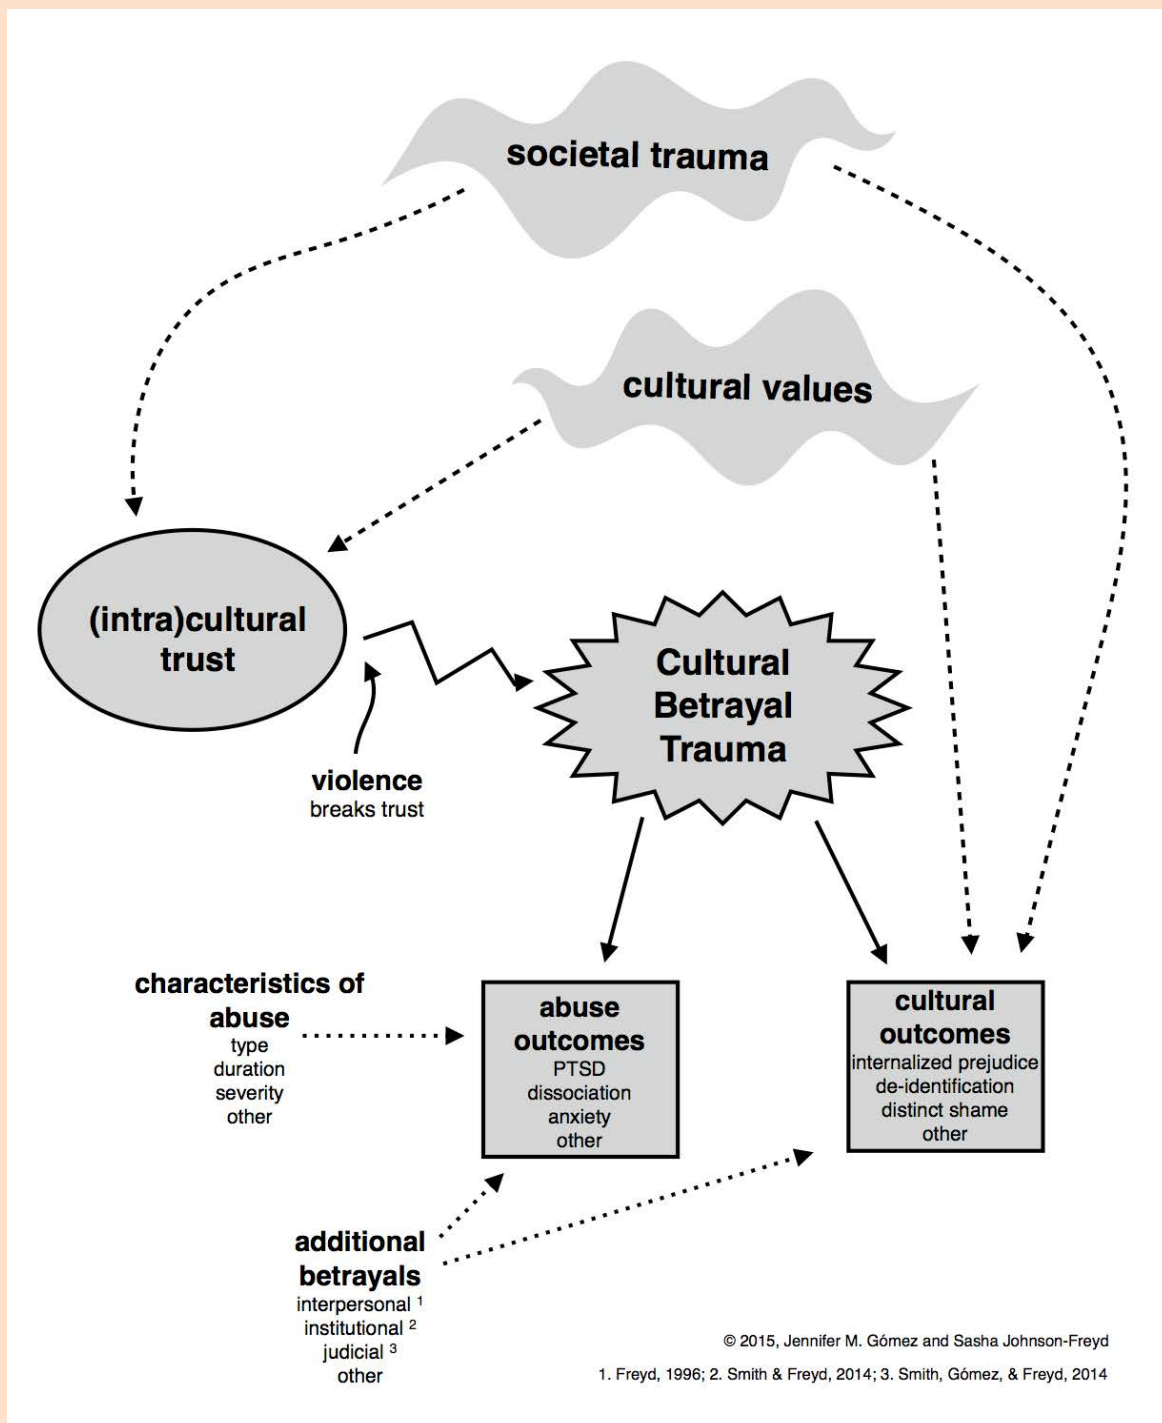 societal trauma
cultural values
(intra)cultural
trust
Cultural
Betrayal
Trauma
violence
breaks trust
characteristics of
abuse
type
duration
severity
other
abuse
outcomes
PTSD
dissociation
anxiety
other
cultural
outcomes
internalized prejudice
de-identification
distinct shame
other
additional
betrayals
interpersonal ¹
institutional ²
judicial ³
other
© 2015, Jennifer M. Gómez and Sasha Johnson-Freyd
1. Freyd, 1996; 2. Smith & Freyd, 2014; 3. Smith, Gómez, & Freyd, 2014